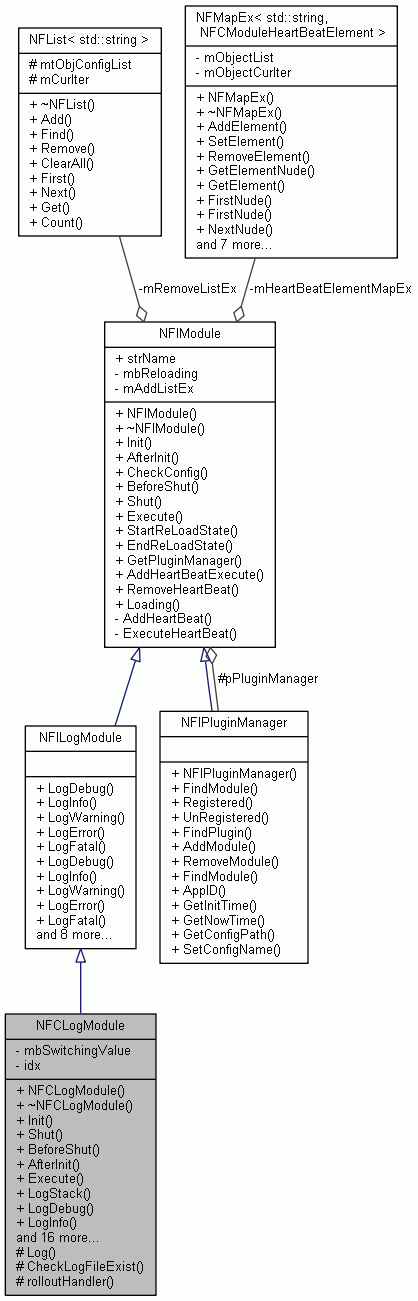 NFList< std::string >
# mtObjConfigList
# mCurIter
+ ~NFList()
+ Add()
+ Find()
+ Remove()
+ ClearAll()
+ First()
+ Next()
+ Get()
+ Count()
NFMapEx< std::string,
NFCModuleHeartBeatElement >
- mObjectList
- mObjectCurIter
+ NFMapEx()
+ ~NFMapEx()
+ AddElement()
+ SetElement()
+ RemoveElement()
+ GetElementNude()
+ GetElement()
+ FirstNude()
+ FirstNude()
+ NextNude()
and 7 more...
-mRemoveListEx
-mHeartBeatElementMapEx
NFIModule
+ strName
- mbReloading
- mAddListEx
+ NFIModule()
+ ~NFIModule()
+ Init()
+ AfterInit()
+ CheckConfig()
+ BeforeShut()
+ Shut()
+ Execute()
+ StartReLoadState()
+ EndReLoadState()
+ GetPluginManager()
+ AddHeartBeatExecute()
+ RemoveHeartBeat()
+ Loading()
- AddHeartBeat()
- ExecuteHeartBeat()
#pPluginManager
NFILogModule
+ LogDebug()
+ LogInfo()
+ LogWarning()
+ LogError()
+ LogFatal()
+ LogDebug()
+ LogInfo()
+ LogWarning()
+ LogError()
+ LogFatal()
and 8 more...
NFIPluginManager
+ NFIPluginManager()
+ FindModule()
+ Registered()
+ UnRegistered()
+ FindPlugin()
+ AddModule()
+ RemoveModule()
+ FindModule()
+ AppID()
+ GetInitTime()
+ GetNowTime()
+ GetConfigPath()
+ SetConfigName()
NFCLogModule
- mbSwitchingValue
- idx
+ NFCLogModule()
+ ~NFCLogModule()
+ Init()
+ Shut()
+ BeforeShut()
+ AfterInit()
+ Execute()
+ LogStack()
+ LogDebug()
+ LogInfo()
and 16 more...
# Log()
# CheckLogFileExist()
# rolloutHandler()